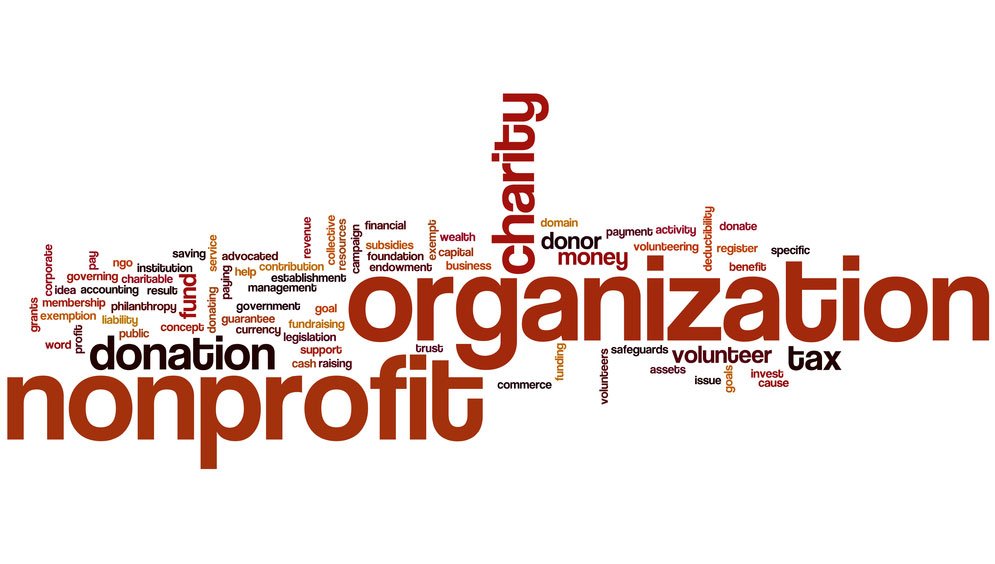 charity
organization
nonprofit
donation
donor
money
domain
payment
activity
deductibility
donate
volunteering
register
specific
benefit
financial
revenue
collective
resources
campaign
subsidies
exempt
wealth
foundation
capital
endowment
business
saving
service
advocated
pay
ngo
corporate
institution
paying
help
contribution
governing
charitable
fund
establishment
idea
accounting
result
management
grants
membership
philanthropy
donating
government
goal
exemption
liability
guarantee
concept
currency
fundraising
public
legislation
word
profit
support
trust
cash
raising
commerce
funding
volunteers
safeguards
volunteer
tax
assets
issue
goals
invest
cause